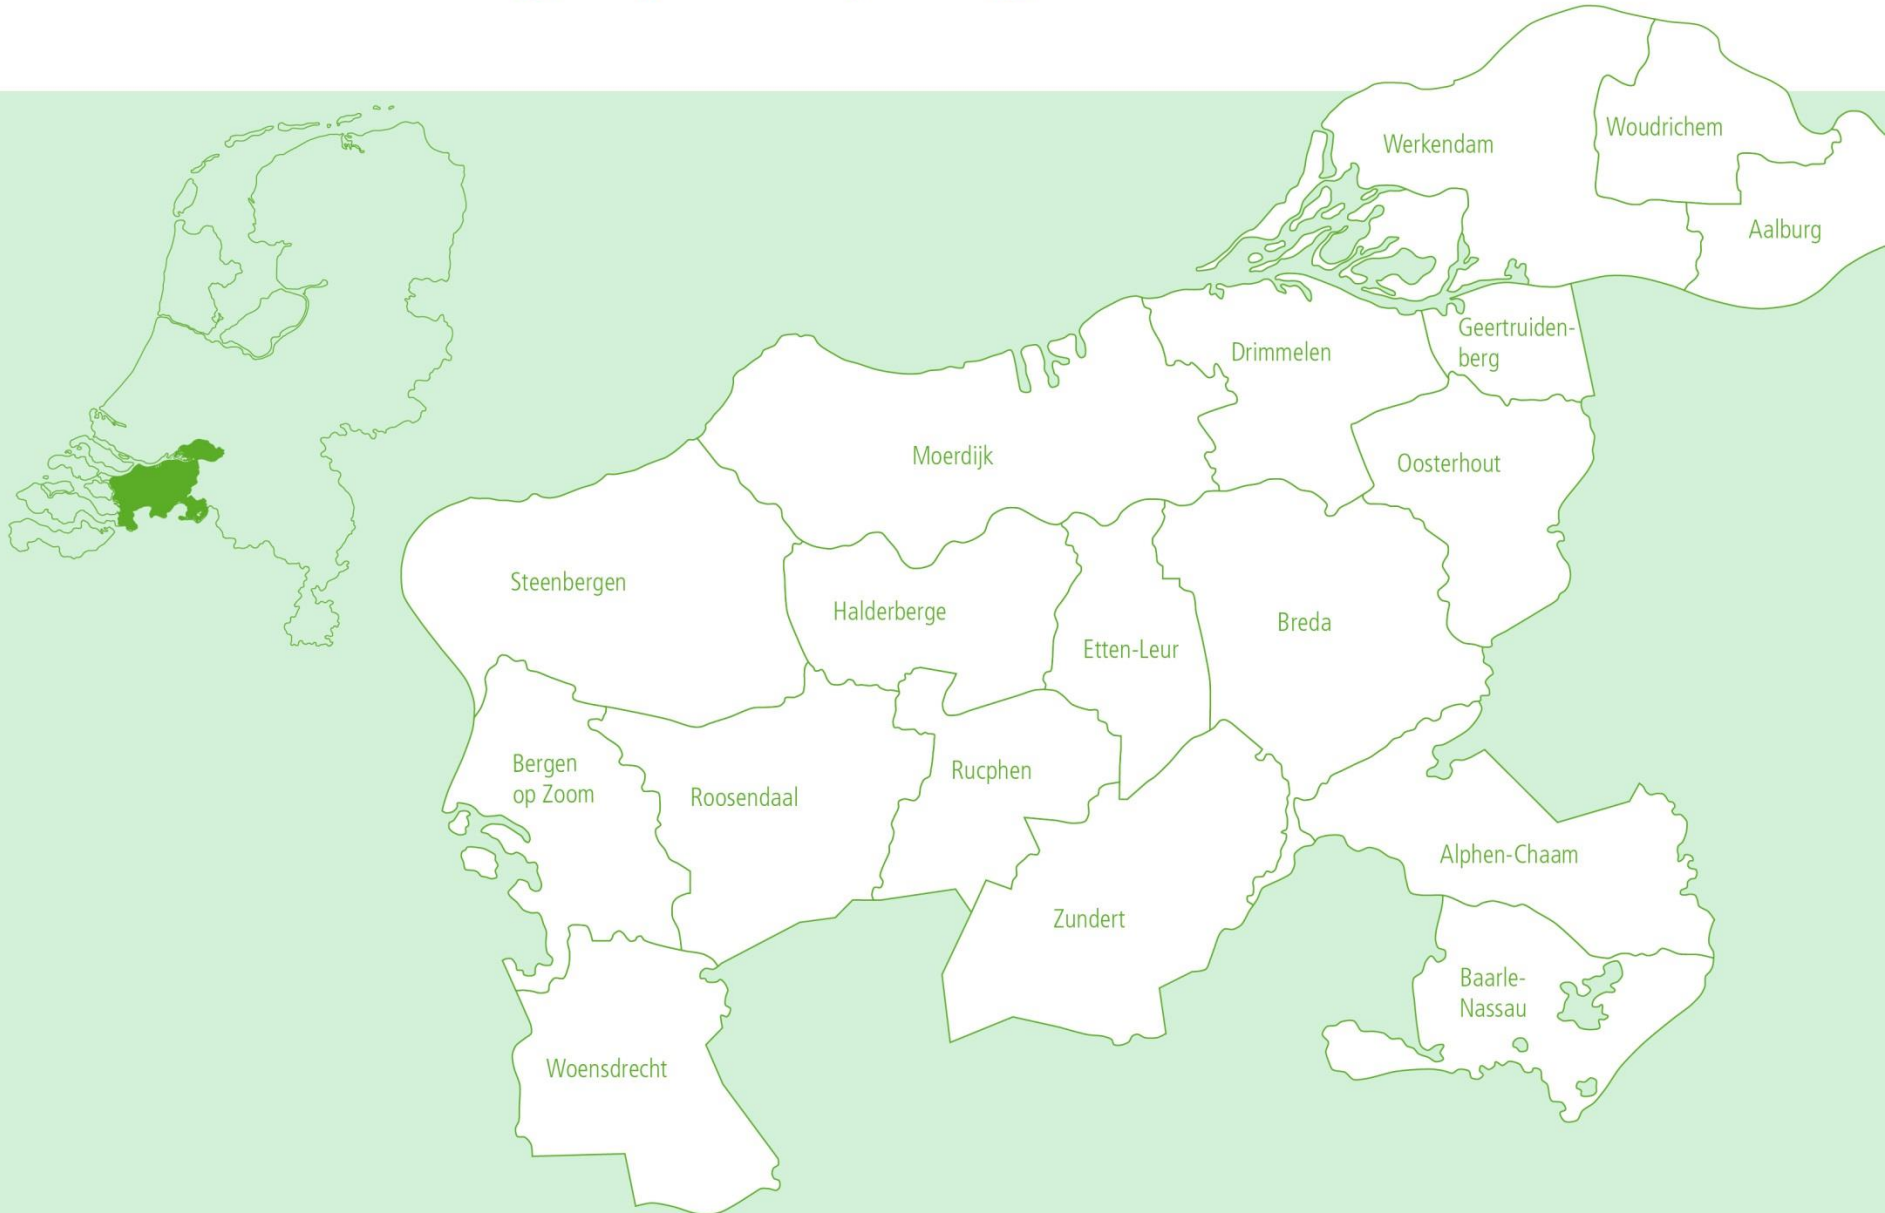 Woudrichem
Werkendam
Aalburg
Geertruiden-
berg
Drimmelen
Moerdijk
Oosterhout
Steenbergen
Halderberge
Breda
Etten-Leur
Bergen
op Zoom
Rucphen
Roosendaal
Alphen-Chaam
Zundert
Baarle-
Nassau
Woensdrecht